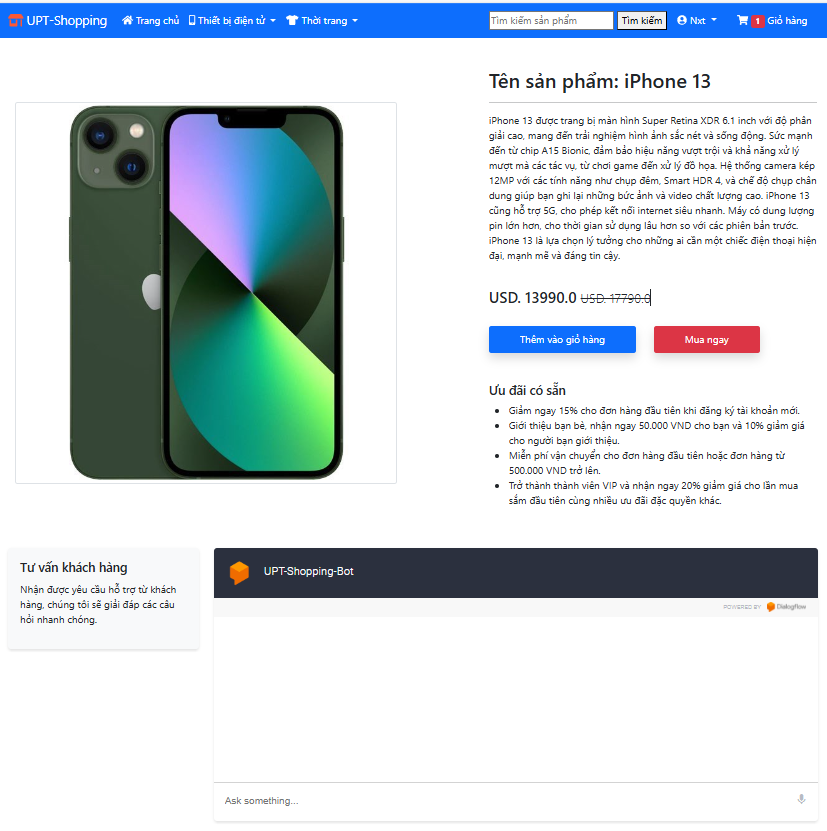 UPT-Shopping Trang chủ Thiết bị điện tử Thời trang Tìm kiếm sản phẩm Tìm kiếm Nxt 1 Giỏ hàng
Tên sản phẩm: iPhone 13
iPhone 13 được trang bị màn hình Super Retina XDR 6.1 inch với độ phân
giải cao, mang đến trải nghiệm hình ảnh sắc nét và sống động. Sức mạnh
đến từ chip A15 Bionic, đảm bảo hiệu năng vượt trội và khả năng xử lý
mượt mà các tác vụ, từ chơi game đến xử lý đồ họa. Hệ thống camera kép
12MP với các tính năng như chụp đêm, Smart HDR 4, và chế độ chụp chân
dung giúp bạn ghi lại những bức ảnh và video chất lượng cao. iPhone 13
cũng hỗ trợ 5G, cho phép kết nối internet siêu nhanh. Máy có dung lượng
pin lớn hơn, cho thời gian sử dụng lâu hơn so với các phiên bản trước.
iPhone 13 là lựa chọn lý tưởng cho những ai cần một chiếc điện thoại hiện
đại, mạnh mẽ và đáng tin cậy.
USD. 13990.0 USD. 17790.0
Thêm vào giỏ hàng Mua ngay
Ưu đãi có sẵn
Giảm ngay 15% cho đơn hàng đầu tiên khi đăng ký tài khoản mới.
Giới thiệu bạn bè, nhận ngay 50.000 VND cho bạn và 10% giảm giá
cho người bạn giới thiệu.
Miễn phí vận chuyển cho đơn hàng đầu tiên hoặc đơn hàng từ
500.000 VND trở lên.
Trở thành thành viên VIP và nhận ngay 20% giảm giá cho lần mua
sắm đầu tiên cùng nhiều ưu đãi đặc quyền khác.
Tư vấn khách hàng
Nhận được yêu cầu hỗ trợ từ khách
hàng, chúng tôi sẽ giải đáp các câu
hỏi nhanh chóng.
UPT-Shopping-Bot
POWERED BY Dialogflow
Ask something...